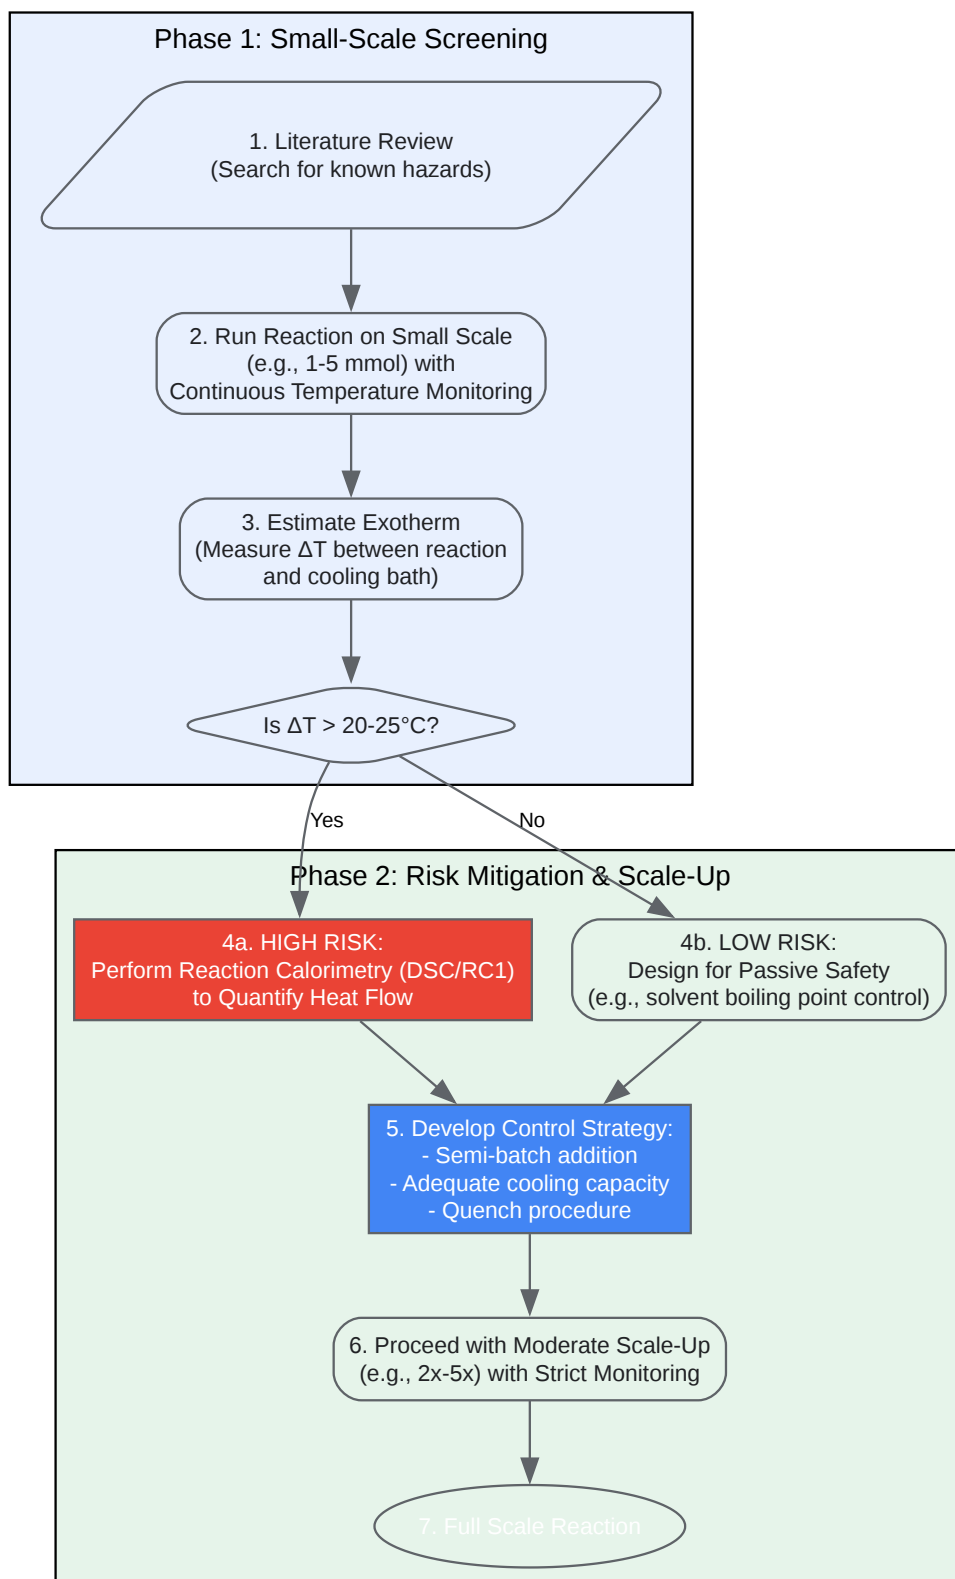 Phase 1: Small-Scale Screening
1. Literature Review
(Search for known hazards)
2. Run Reaction on Small Scale
(e.g., 1-5 mmol) with
Continuous Temperature Monitoring
3. Estimate Exotherm
(Measure ΔT between reaction
and cooling bath)
Is ΔT > 20-25°C?
Yes
No
Phase 2: Risk Mitigation & Scale-Up
4a. HIGH RISK:
Perform Reaction Calorimetry (DSC/RC1)
to Quantify Heat Flow
4b. LOW RISK:
Design for Passive Safety
(e.g., solvent boiling point control)
5. Develop Control Strategy:
- Semi-batch addition
- Adequate cooling capacity
- Quench procedure
6. Proceed with Moderate Scale-Up
(e.g., 2x-5x) with Strict Monitoring
7. Full Scale Reaction